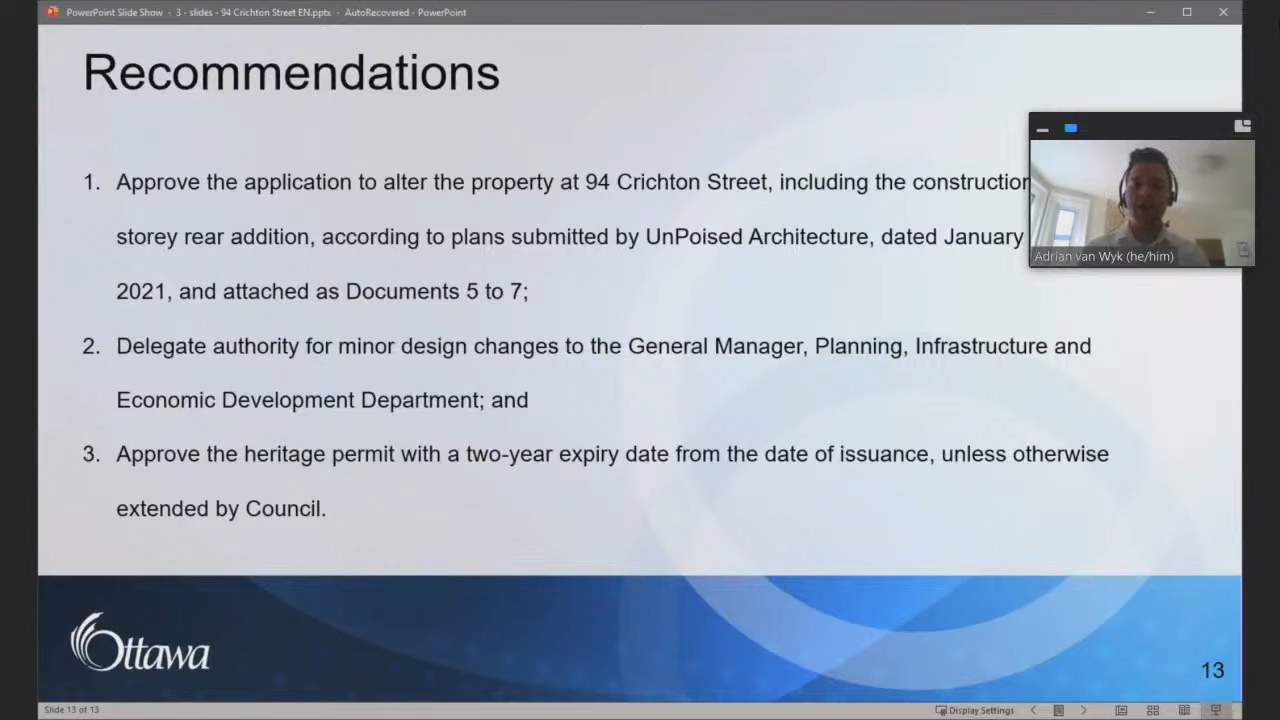 PowerPoint Slide Show - 3 - slides - 94 Crichton Street EN.pptx - AutoRecovered - PowerPoint
Recommendations
1. Approve the application to alter the property at 94 Crichton Street, including the construction
storey rear addition, according to plans submitted by UnPoised Architecture, dated January
2021, and attached as Documents 5 to 7;
2. Delegate authority for minor design changes to the General Manager, Planning, Infrastructure and
Economic Development Department; and
3. Approve the heritage permit with a two-year expiry date from the date of issuance, unless otherwise
extended by Council.
Adrian van Wyk (he/him)
Ottawa
13
Slide 13 of 13
Display Settings